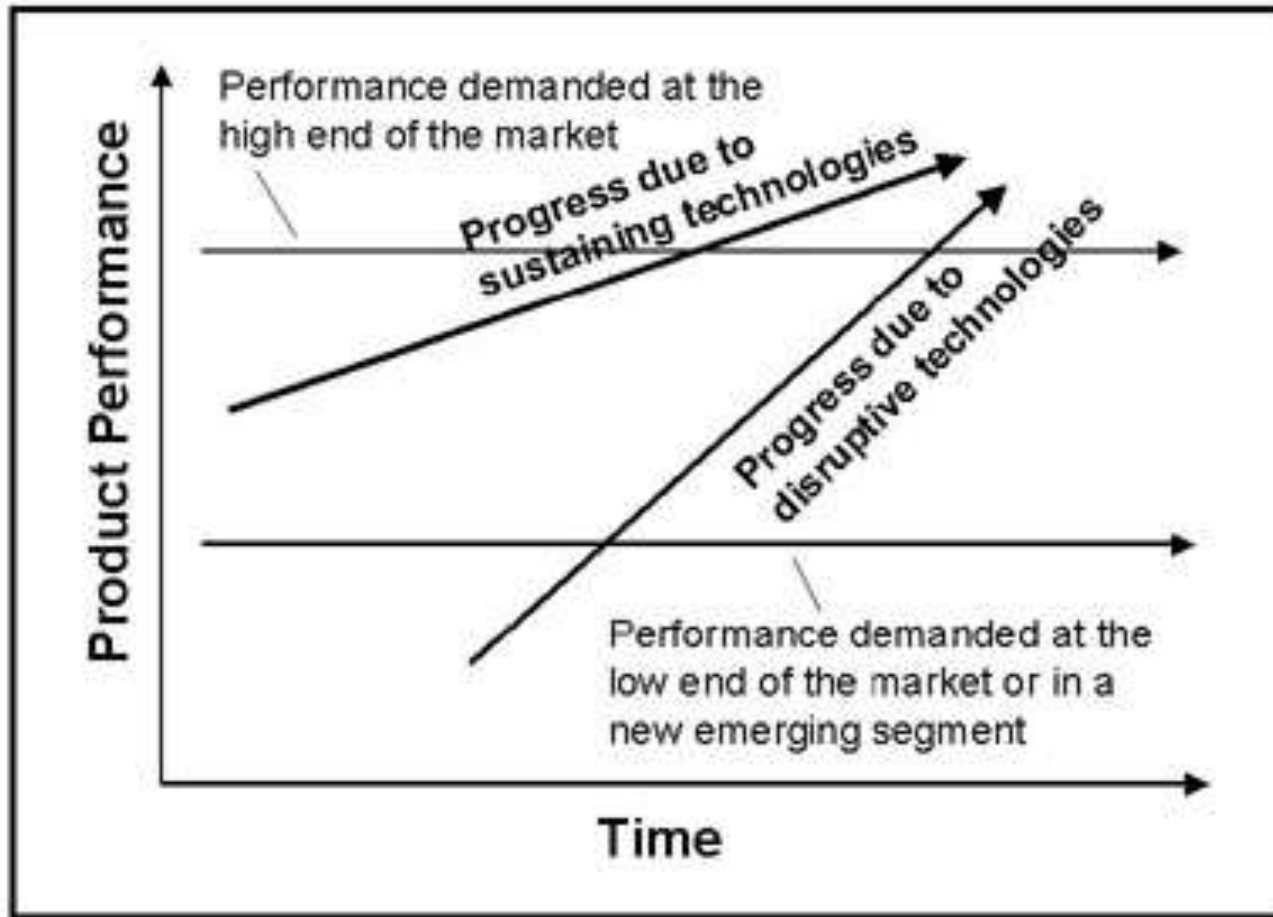 Performance demanded at the
high end of the market
Progress due to
sustaining technologies
Product Performance
Progress due to
disruptive technologies
Performance demanded at the
low end of the market or in a
new emerging segment
Time